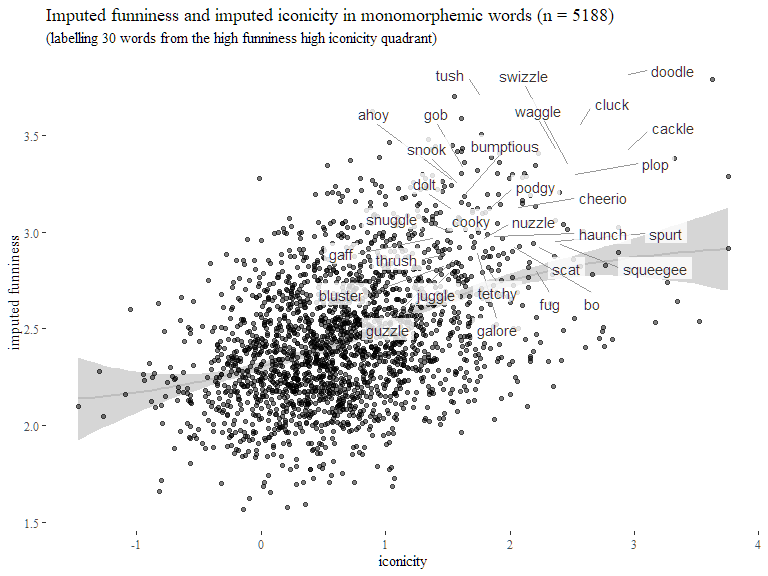 Imputed funniness and imputed iconicity in monomorphemic words (n = 5188)
(labelling 30 words from the high funniness high iconicity quadrant)
tush swizzle doodle
ahoy gob waggle cluck
cackle
snook bumptious
plop
dolt podgy cheerio
snuggle cooky nuzzle
haunch spurt
gaff thrush scat squeegee
bluster juggle tetchy
fug bo
guzzle galore
3.5
3.0
2.5
2.0
1.5
imputed funniness
-1 0 1 2 3 4
iconicity